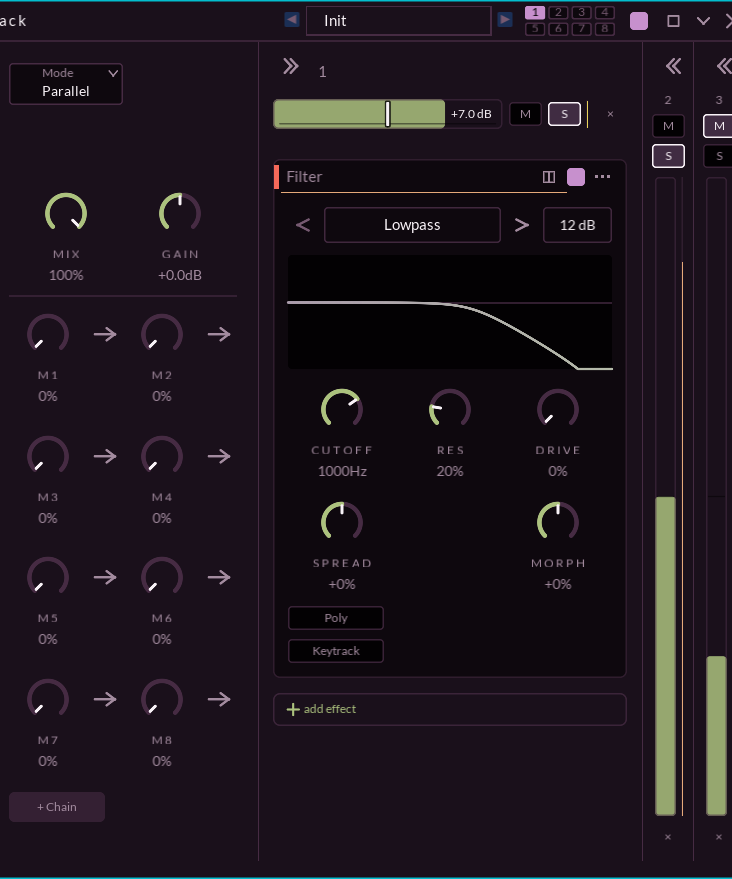 ack
Init
1 2 3 4
5 6 7 8
Mode
Parallel
MIX GAIN
100% +0.0dB
M1 M2
0% 0%
M3 M4
0% 0%
M5 M6
0% 0%
M7 M8
0% 0%
+ Chain
1
+7.0 dB M S ×
Filter
Lowpass 12 dB
CUTOFF RES DRIVE
1000Hz 20% 0%
SPREAD MORPH
+0% +0%
Poly
Keytrack
+ add effect
2 3
M M
S S
× ×